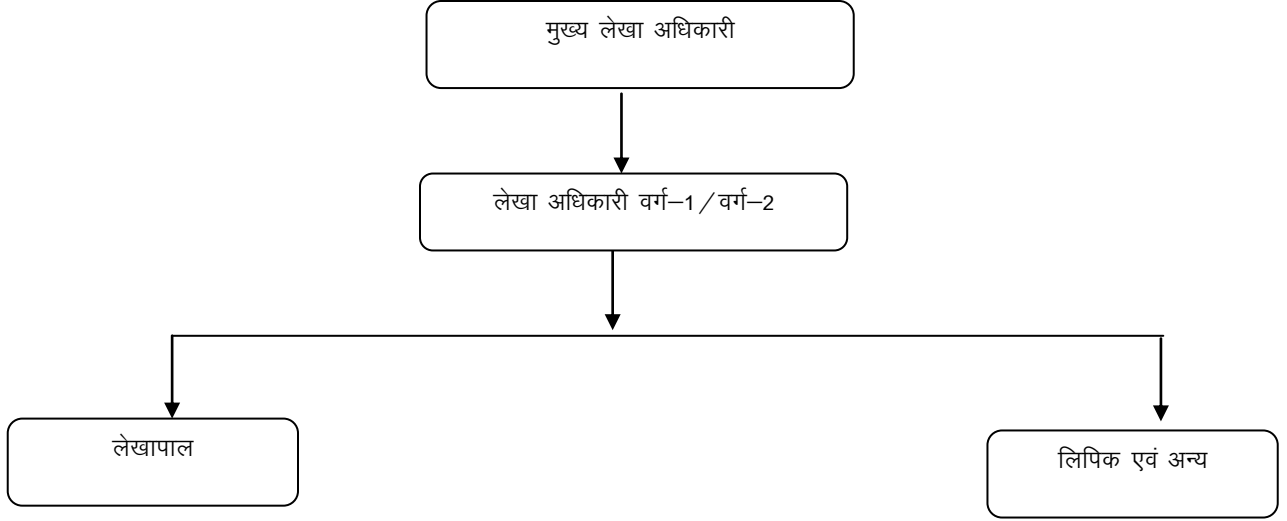 मुख्य लेखा अधिकारी
लेखा अधिकारी वर्ग–1/वर्ग–2
लेखापाल
लिपिक एवं अन्य